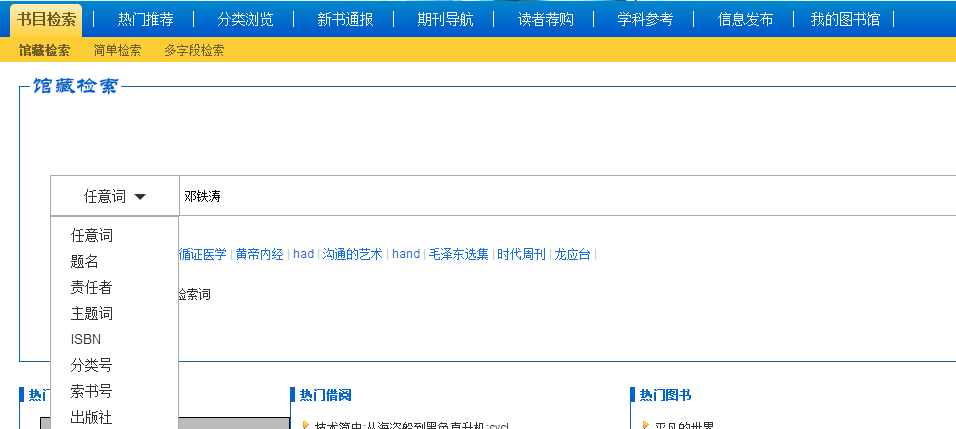 书目检索 热门推荐 分类浏览 新书通报 期刊导航 读者荐购 学科参考 信息发布 我的图书馆
馆藏检索 简单检索 多字段检索
馆藏检索
任意词 邓铁涛
任意词
循证医学 | 黄帝内经 | had | 沟通的艺术 | hand | 毛泽东选集 | 时代周刊 | 龙应台 |
题名
责任者
检索词
主题词
ISBN
分类号
索书号
热门 热门借阅 热门图书
出版社
技术简史:从海盗船到黑色直升机:cycl 平凡的世界